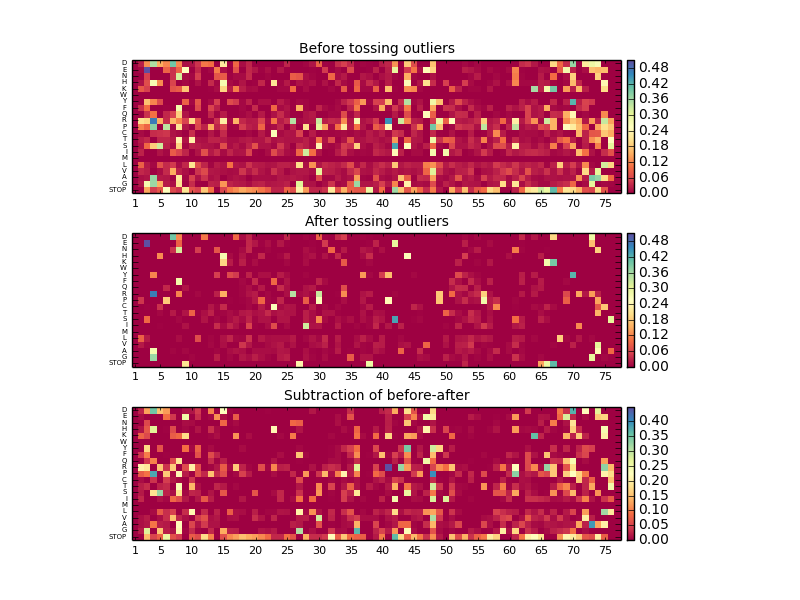 Before tossing outliers
D
E
N
H
K
W
Y
F
Q
R
P
C
T
S
I
M
L
V
A
G
STOP
0.48
0.42
0.36
0.30
0.24
0.18
0.12
0.06
0.00
1 5 10 15 20 25 30 35 40 45 50 55 60 65 70 75
After tossing outliers
D
E
N
H
K
W
Y
F
Q
R
P
C
T
S
I
M
L
V
A
G
STOP
0.48
0.42
0.36
0.30
0.24
0.18
0.12
0.06
0.00
1 5 10 15 20 25 30 35 40 45 50 55 60 65 70 75
Subtraction of before-after
D
E
N
H
K
W
Y
F
Q
R
P
C
T
S
I
M
L
V
A
G
STOP
0.40
0.35
0.30
0.25
0.20
0.15
0.10
0.05
0.00
1 5 10 15 20 25 30 35 40 45 50 55 60 65 70 75